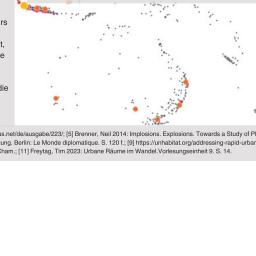 rs
t,
e
die
us.net/de/ausgabe/223/; [5] Brenner, Neil 2014: Implosions. Explosions. Towards a Study of Pl
ung. Berlin: Le Monde diplomatique. S. 120 f.; [9] https://unhabitat.org/addressing-rapid-urban
Cham.; [11] Freytag, Tim 2023: Urbane Räume im Wandel.Vorlesungseinheit 9. S. 14.